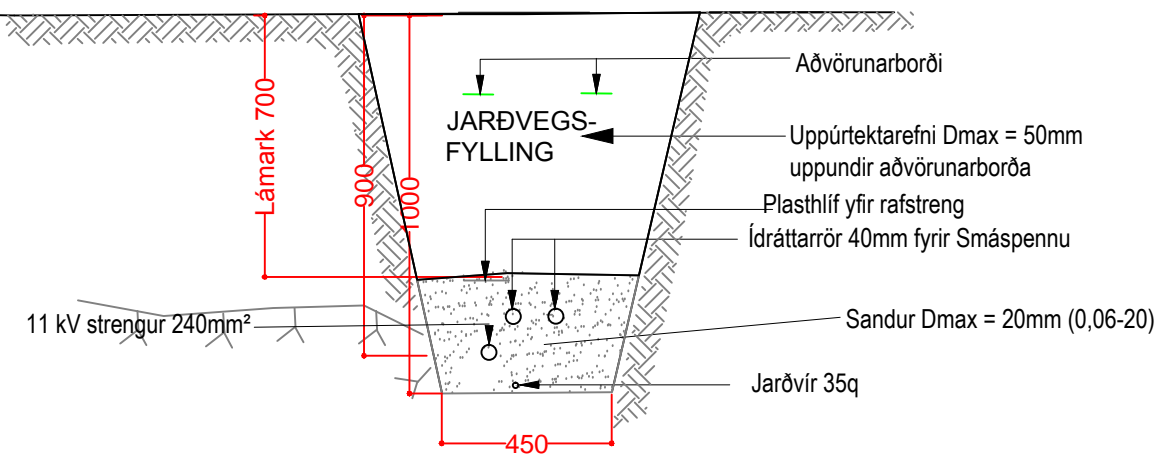 Aðvörunarborði
JARÐVEGS-
FYLLING
Uppúrtektarefni Dmax = 50mm
uppundir aðvörunarborða
Lámark 700
900
1000
Plasthlíf yfir rafstreng
Ídráttarrör 40mm fyrir Smáspennu
11 kV strengur 240mm²
Sandur Dmax = 20mm (0,06-20)
Jarðvír 35q
450